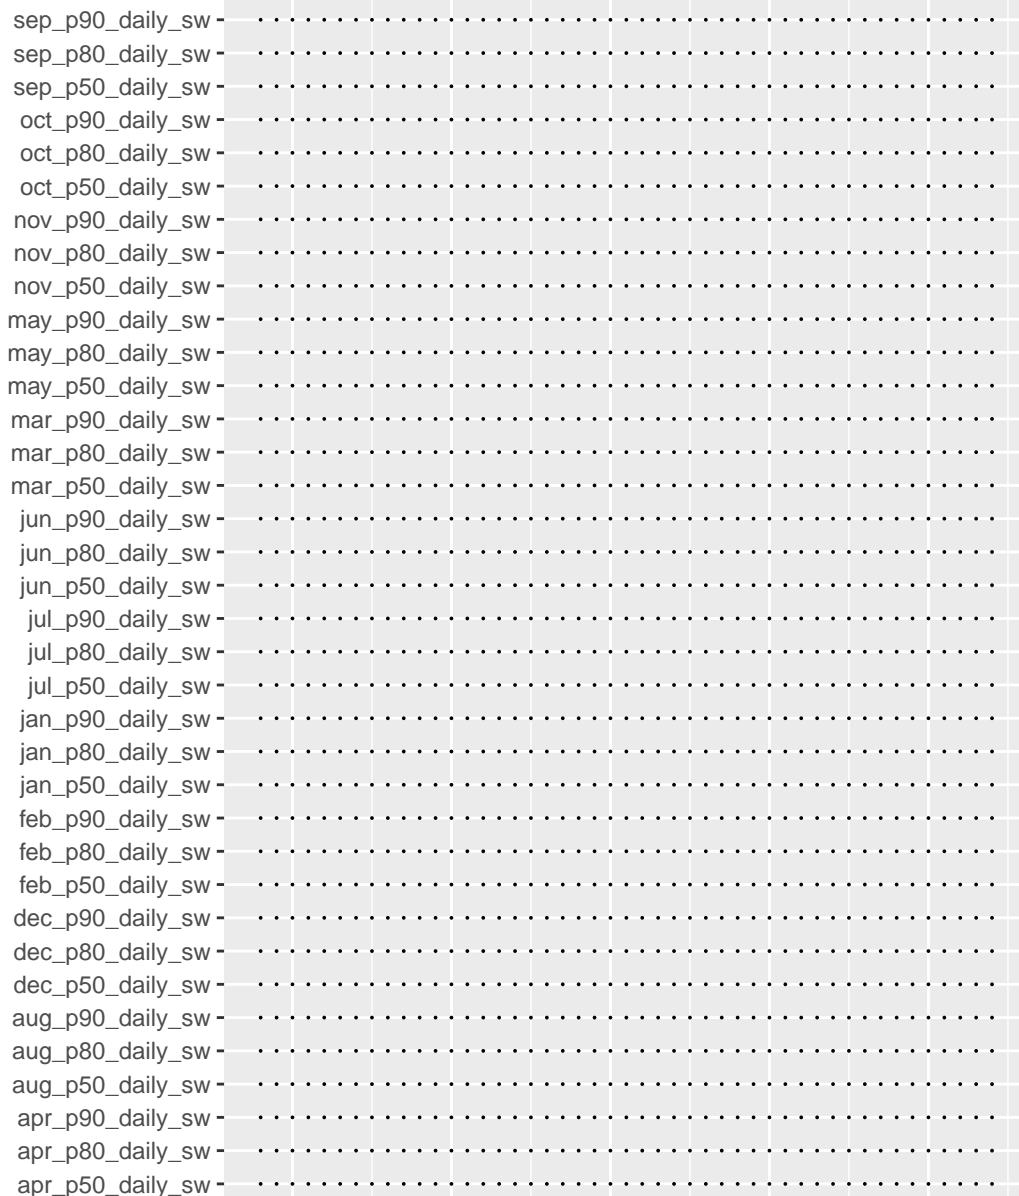 sep_p90_daily_sw
sep_p80_daily_sw
sep_p50_daily_sw
oct_p90_daily_sw
oct_p80_daily_sw
oct_p50_daily_sw
nov_p90_daily_sw
nov_p80_daily_sw
nov_p50_daily_sw
may_p90_daily_sw
may_p80_daily_sw
may_p50_daily_sw
mar_p90_daily_sw
mar_p80_daily_sw
mar_p50_daily_sw
jun_p90_daily_sw
jun_p80_daily_sw
jun_p50_daily_sw
jul_p90_daily_sw
jul_p80_daily_sw
jul_p50_daily_sw
jan_p90_daily_sw
jan_p80_daily_sw
jan_p50_daily_sw
feb_p90_daily_sw
feb_p80_daily_sw
feb_p50_daily_sw
dec_p90_daily_sw
dec_p80_daily_sw
dec_p50_daily_sw
aug_p90_daily_sw
aug_p80_daily_sw
aug_p50_daily_sw
apr_p90_daily_sw
apr_p80_daily_sw
apr_p50_daily_sw